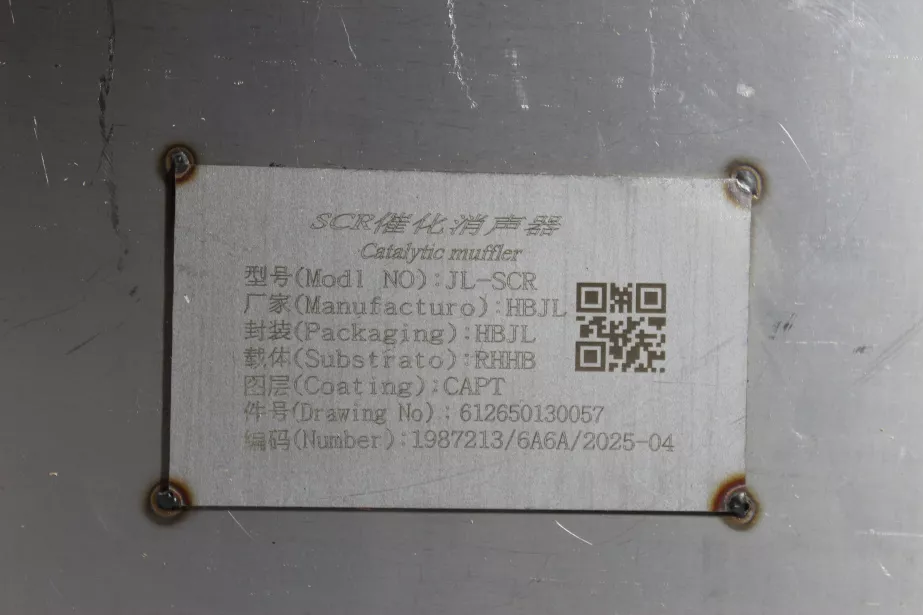 SCR催化消声器
Catalytic muffler
型号(Modl NO):JL-SCR
厂家(Manufacturo):HBJL
封装(Packaging):HBJL
载体(Substrato):RHHB
图层(Coating):CAPT
件号(Drawing No):612650130057
编码(Number):1987213/6A6A/2025-04